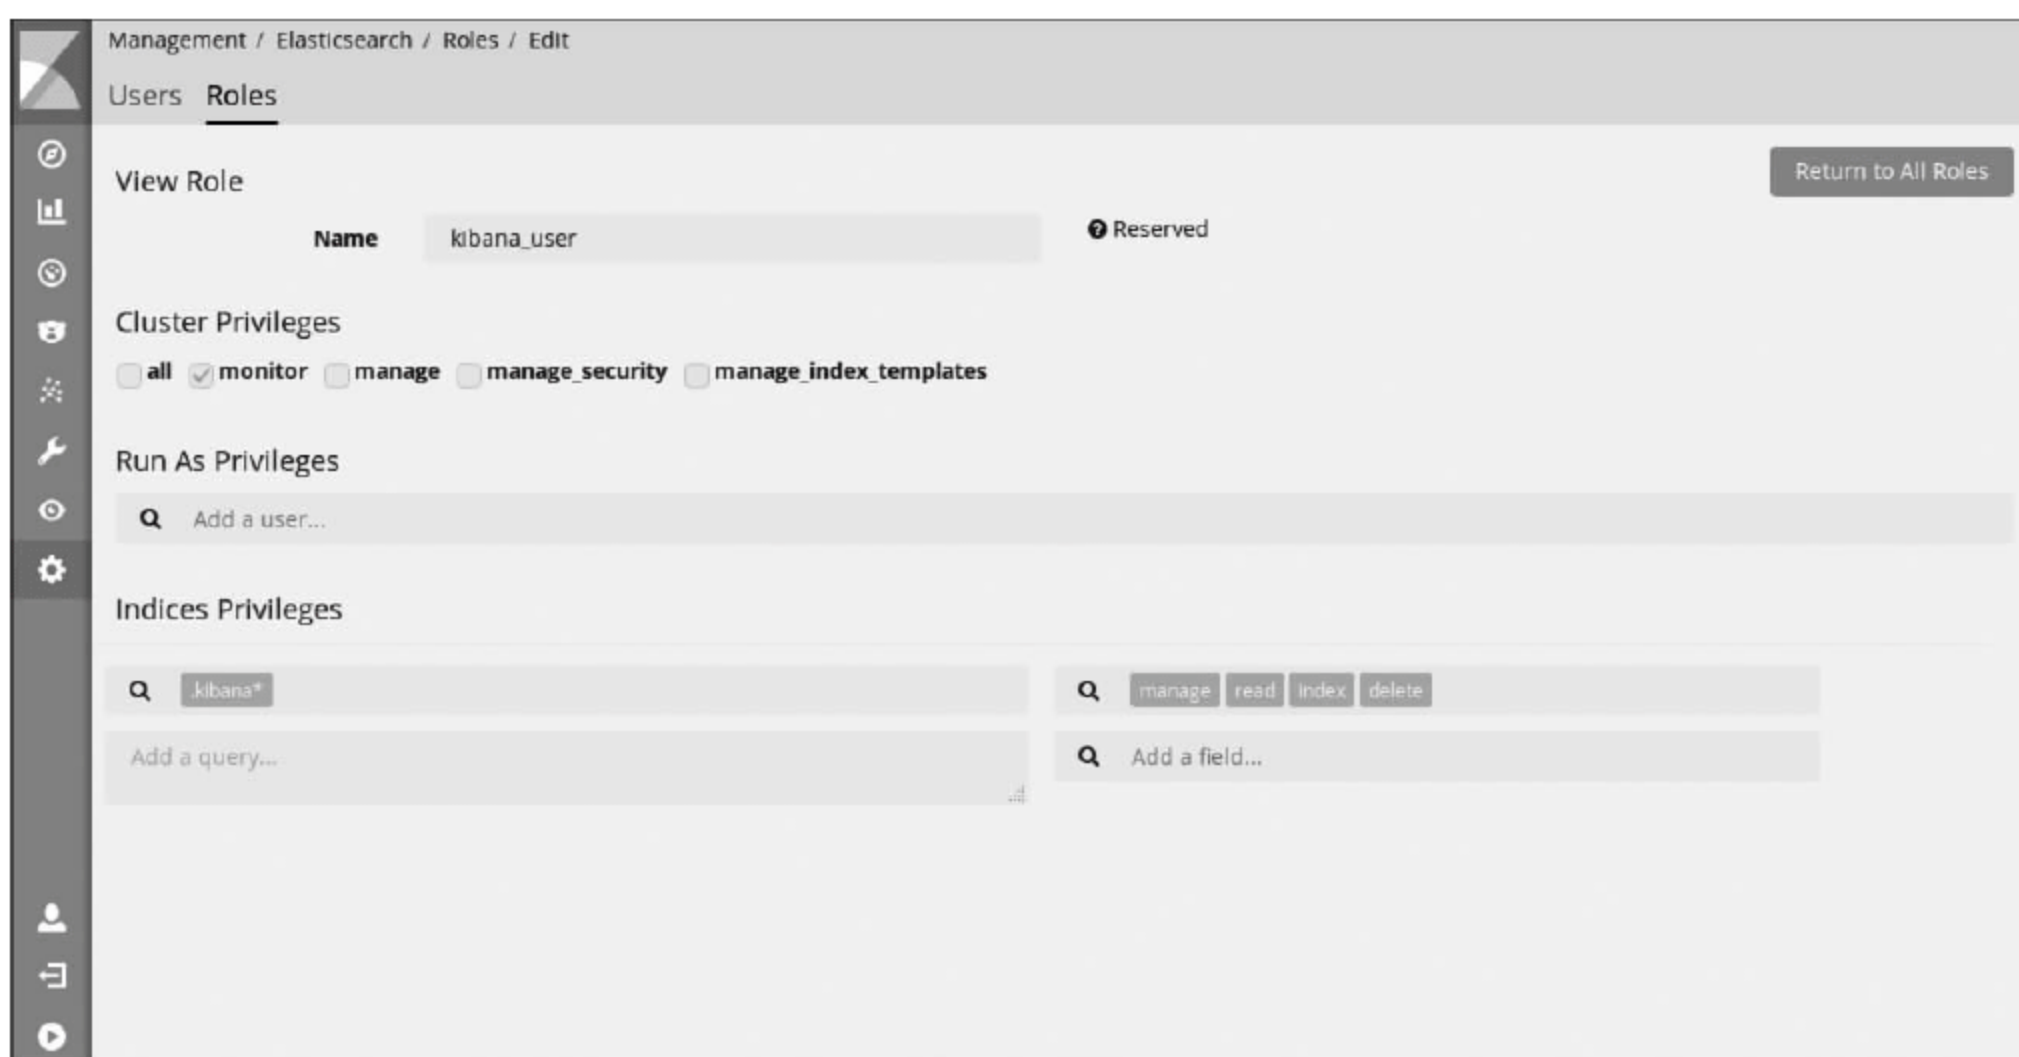 Management / Elasticsearch / Roles / Edit
Users Roles
Return to All Roles
View Role
Name kibana_user Reserved
Cluster Privileges
all monitor manage manage_security manage_index_templates
Run As Privileges
Add a user...
Indices Privileges
.kibana* manage read index delete
Add a query... Add a field...